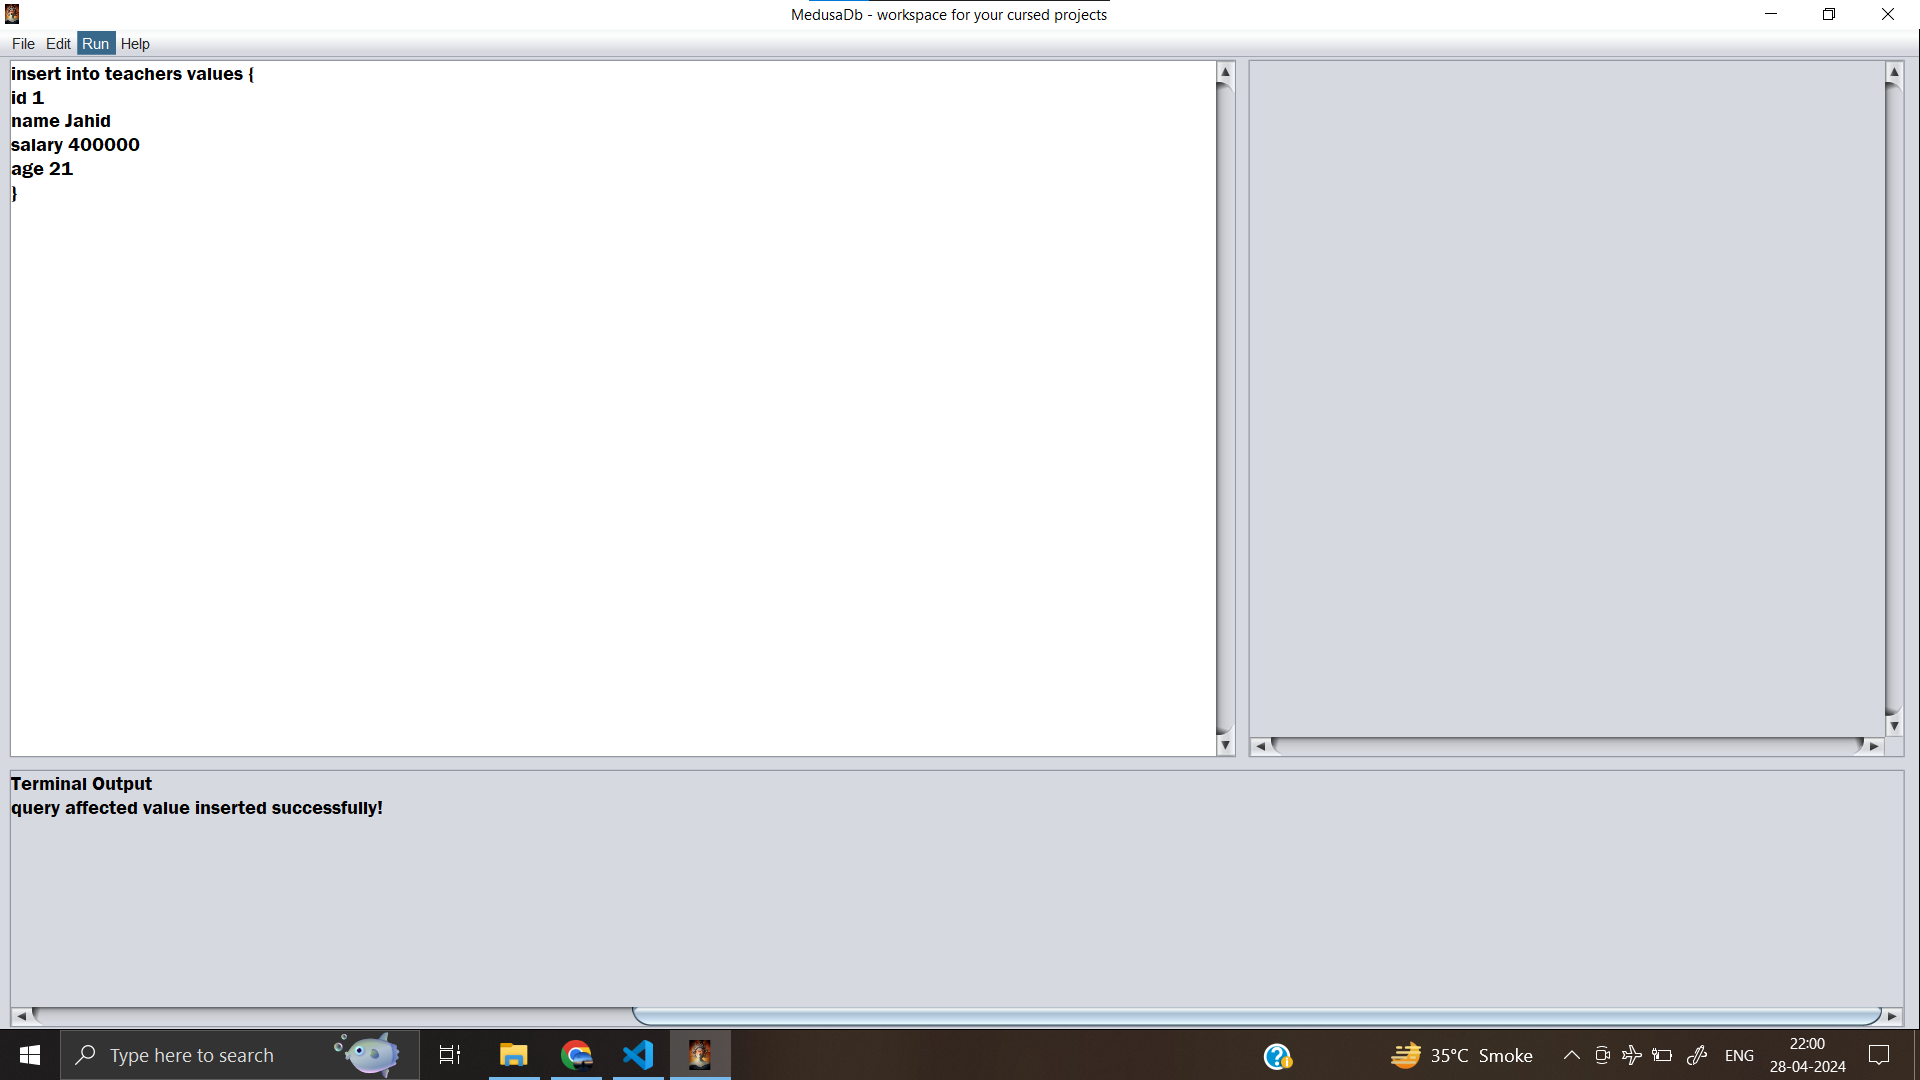 MedusaDb - workspace for your cursed projects
File Edit Run Help
insert into teachers values {
id 1
name Jahid
salary 400000
age 21
}
Terminal Output
query affected value inserted successfully!
Type here to search
35°C Smoke
ENG
22:00
28-04-2024